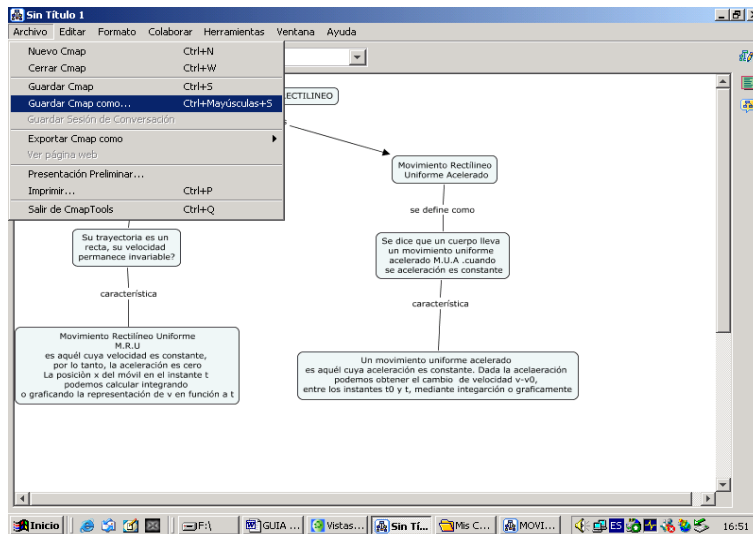 Sin Título 1
Archivo Editar Formato Colaborar Herramientas Ventana Ayuda
Nuevo Cmap Ctrl+N
Cerrar Cmap Ctrl+W
Guardar Cmap Ctrl+S
Guardar Cmap como... Ctrl+Mayúsculas+S
Guardar Sesión de Conversación
Exportar Cmap como
Ver página web
Presentación Preliminar...
Imprimir... Ctrl+P
Salir de CmapTools Ctrl+Q
ECTILINEO
s
Movimiento Rectílineo
Uniforme Acelerado
se define como
Su trayectoria es un
recta, su velocidad
permanece invariable?
Se dice que un cuerpo lleva
un movimiento uniforme
acelerado M.U.A .cuando
se aceleración es constante
característica
característica
Movimiento Rectilíneo Uniforme
M.R.U
es aquél cuya velocidad es constante,
por lo tanto, la aceleración es cero
La posiciòn x del móvil en el instante t
podemos calcular integrando
o graficando la representación de v en función a t
Un movimiento uniforme acelerado
es aquél cuya aceleración es constante. Dada la acelaeración
podemos obtener el cambio de velocidad v-v0,
entre los instantes t0 y t, mediante integarción o graficamente
Inicio F:\ GUIA ... Vistas... Sin Tí... Mis C... MOVI... ES 16:51